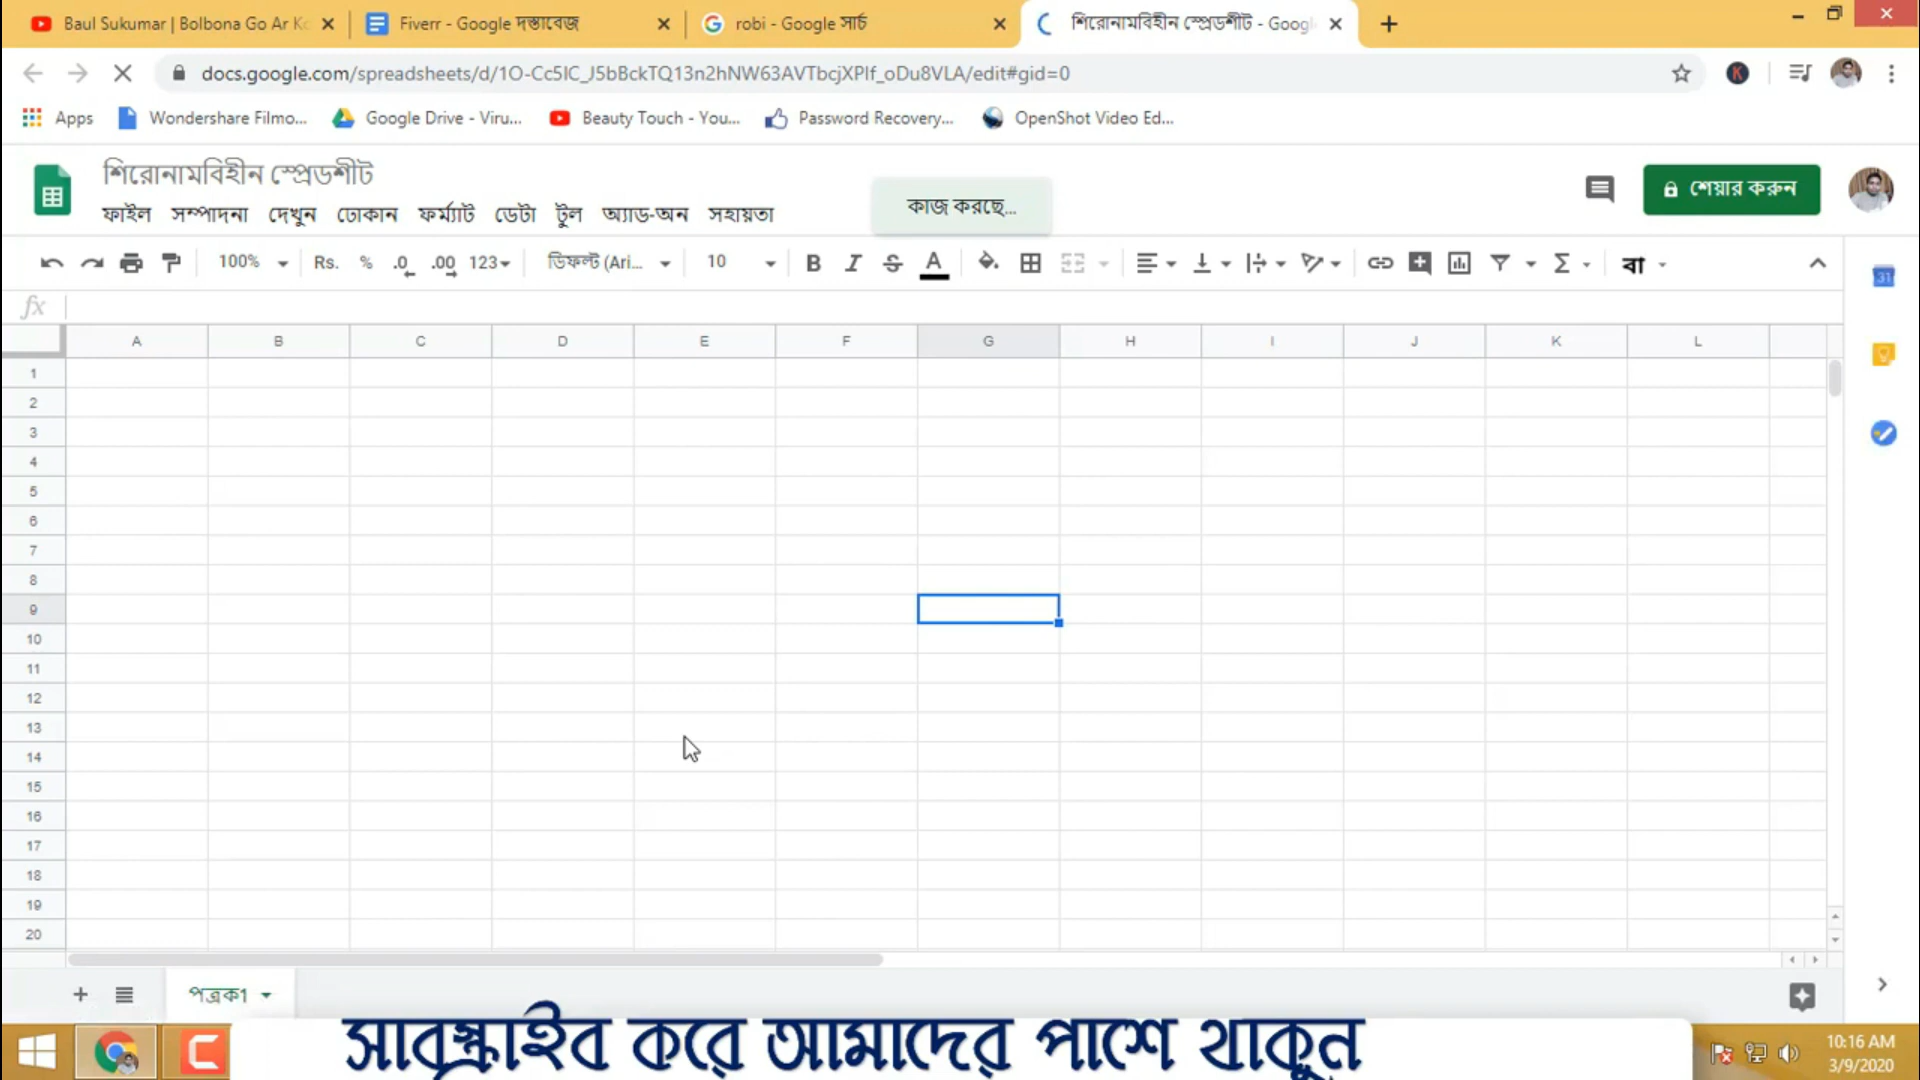 Baul Sukumar | Bolbona Go Ar Ko
Fiverr - Google দস্তাবেজ
robi - Google সার্চ
শিরোনামবিহীন স্প্রেডশীট - Googl
docs.google.com/spreadsheets/d/1O-Cc5IC_J5bBckTQ13n2hNW63AVTbcjXPIf_oDu8VLA/edit#gid=0
Apps
Wondershare Filmo...
Google Drive - Viru...
Beauty Touch - You...
Password Recovery...
OpenShot Video Ed...
শিরোনামবিহীন স্প্রেডশীট
ফাইল সম্পাদনা দেখুন ঢোকান ফর্ম্যাট ডেটা টুল অ্যাড-অন সহায়তা
কাজ করছে...
শেয়ার করুন
100% Rs. % .0 .00 123 ডিফল্ট (Ari... 10 B I S A Σ বা
31
fx
A B C D E F G H I J K L
1
2
3
4
5
6
7
8
9
10
11
12
13
14
15
16
17
18
19
20
পত্রক1
সাবস্ক্রাইব করে আমাদের পাশে থাকুন
10:16 AM
3/9/2020